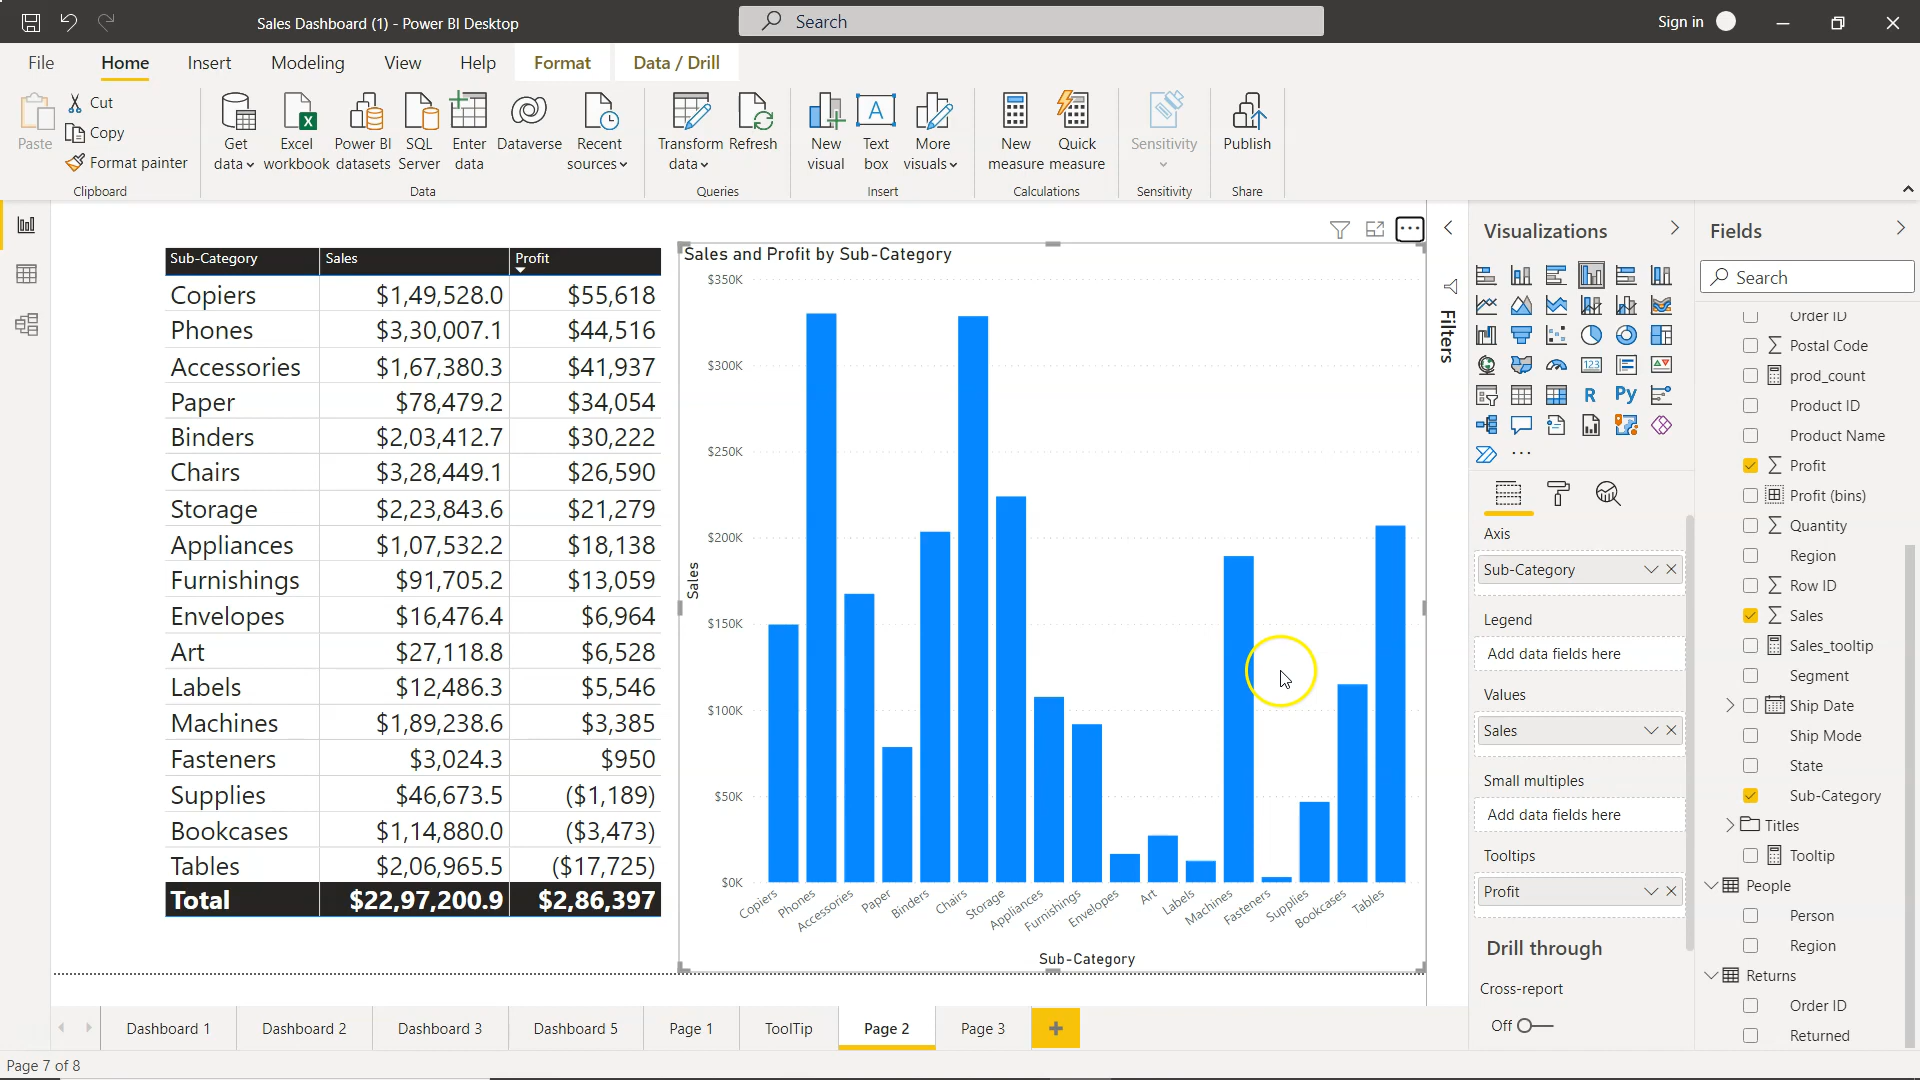 Sales Dashboard (1) - Power BI Desktop
Search
Sign in
File Home Insert Modeling View Help Format Data / Drill
Paste
Cut
Copy
Format painter
Clipboard
Get data
Excel workbook
Power BI datasets
SQL Server
Enter data
Dataverse
Recent sources
Data
Transform data
Refresh
Queries
New visual
Text box
More visuals
Insert
New measure
Quick measure
Calculations
Sensitivity
Sensitivity
Publish
Share
Sub-Category Sales Profit
Copiers $1,49,528.0 $55,618
Phones $3,30,007.1 $44,516
Accessories $1,67,380.3 $41,937
Paper $78,479.2 $34,054
Binders $2,03,412.7 $30,222
Chairs $3,28,449.1 $26,590
Storage $2,23,843.6 $21,279
Appliances $1,07,532.2 $18,138
Furnishings $91,705.2 $13,059
Envelopes $16,476.4 $6,964
Art $27,118.8 $6,528
Labels $12,486.3 $5,546
Machines $1,89,238.6 $3,385
Fasteners $3,024.3 $950
Supplies $46,673.5 ($1,189)
Bookcases $1,14,880.0 ($3,473)
Tables $2,06,965.5 ($17,725)
Total $22,97,200.9 $2,86,397
Sales and Profit by Sub-Category
$350K
$300K
$250K
$200K
$150K
$100K
$50K
$0K
Sales
Copiers Phones Accessories Paper Binders Chairs Storage Appliances Furnishings Envelopes Art Labels Machines Fasteners Supplies Bookcases Tables
Sub-Category
Filters
Visualizations
123
R
Py
Axis
Sub-Category
Legend
Add data fields here
Values
Sales
Small multiples
Add data fields here
Tooltips
Profit
Drill through
Cross-report
Off
Fields
Search
Order ID
Postal Code
prod_count
Product ID
Product Name
Profit
Profit (bins)
Quantity
Region
Row ID
Sales
Sales_tooltip
Segment
Ship Date
Ship Mode
State
Sub-Category
Titles
Tooltip
People
Person
Region
Returns
Order ID
Returned
Dashboard 1 Dashboard 2 Dashboard 3 Dashboard 5 Page 1 ToolTip Page 2 Page 3 +
Page 7 of 8